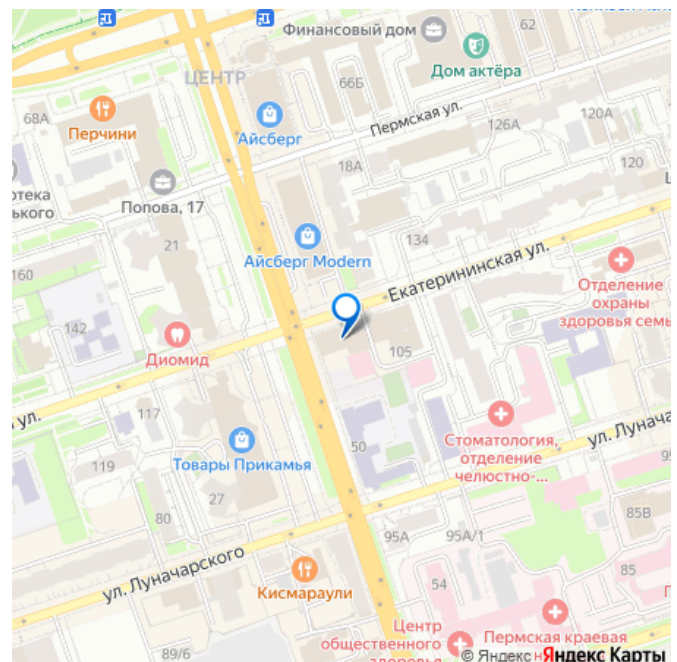 Финансовый дом
62
Дом актёра
ЦЕНТР
66Б
68А
Перчини
Айсберг
Пермская ул.
126А
120А
120
18А
Попова, 17
21
134
Айсберг Modern
Екатерининская ул.
160
142
Отделение
охраны
здоровья семь
Диомид
105
ул.
117
50
Стоматология,
отделение
челюстно-...
ул. Лунача
Товары Прикамья
119
27
80
95А
95А/1
85В
ул. Луначарского
Кисмараули
54
85
Центр
общественного
Пермская краевая
89/6
© Яндекс Яндекс Карты